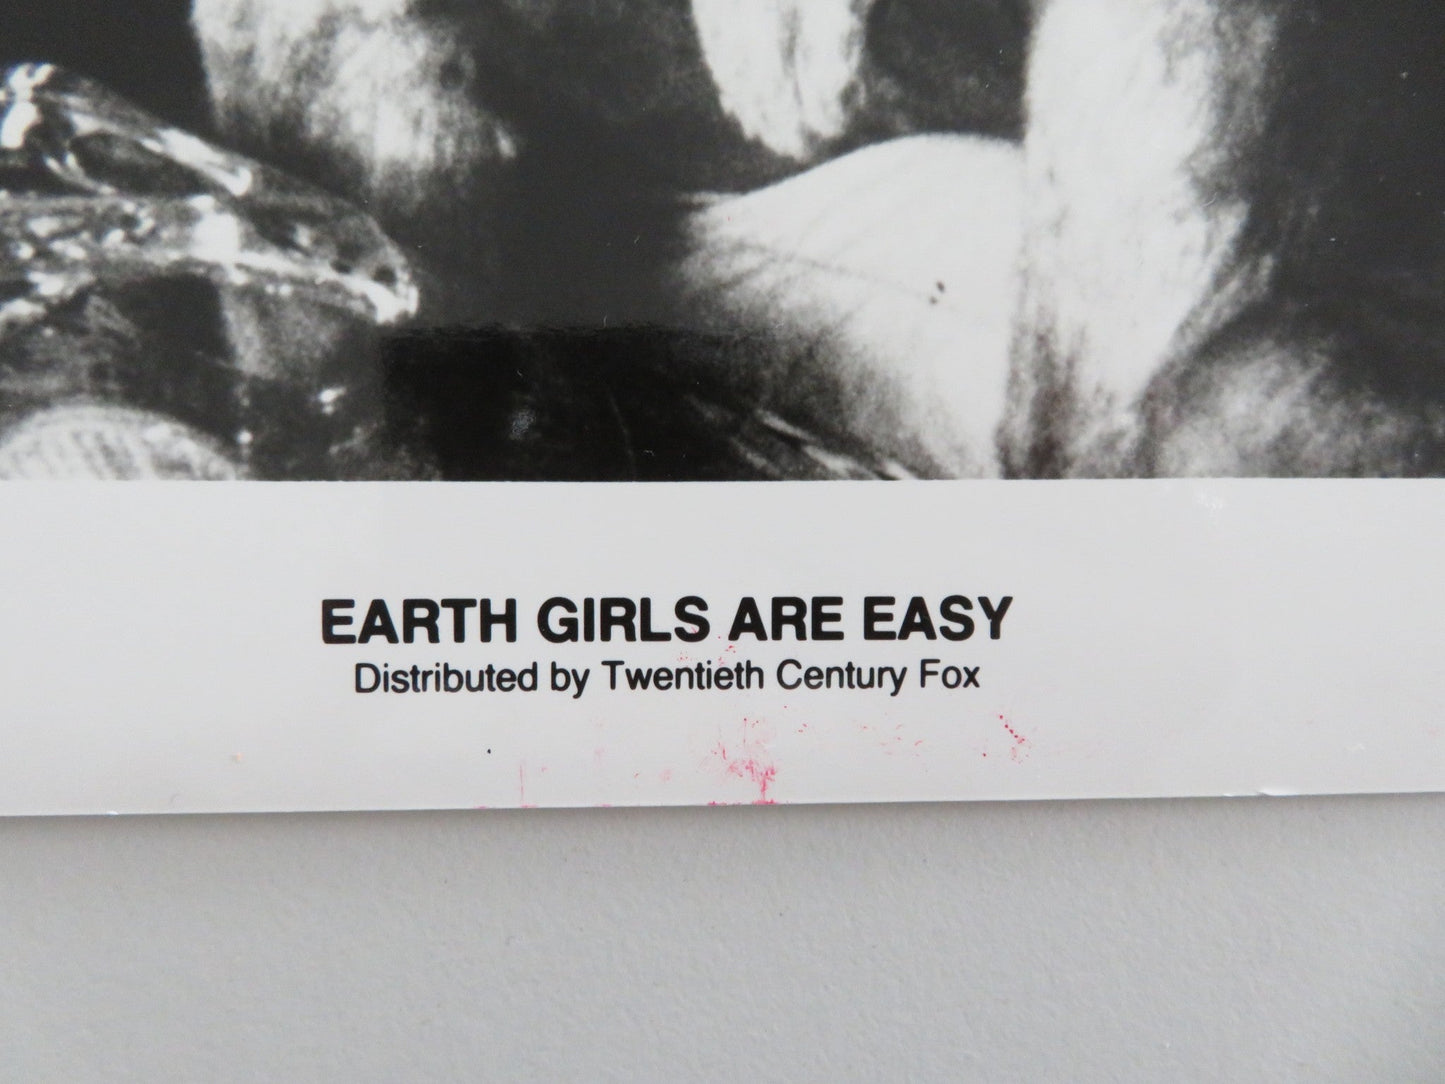 EARTH GIRLS ARE EASY
Distributed by Twentieth Century Fox